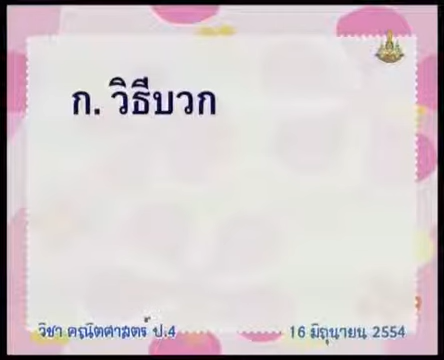 ก. วิธีบวก
วิชา คณิตศาสตร์ ป.4
16 มิถุนายน 2554